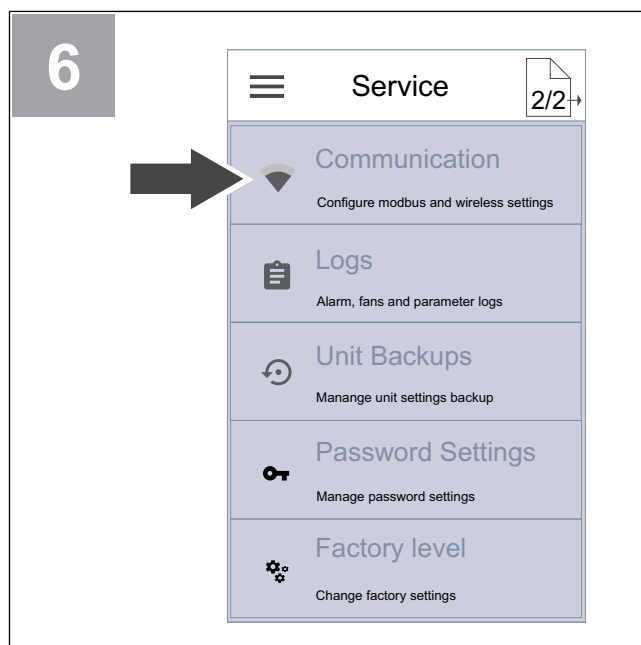 6
Service
2/2
Communication
Configure modbus and wireless settings
Logs
Alarm, fans and parameter logs
Unit Backups
Manange unit settings backup
Password Settings
Manage password settings
Factory level
Change factory settings